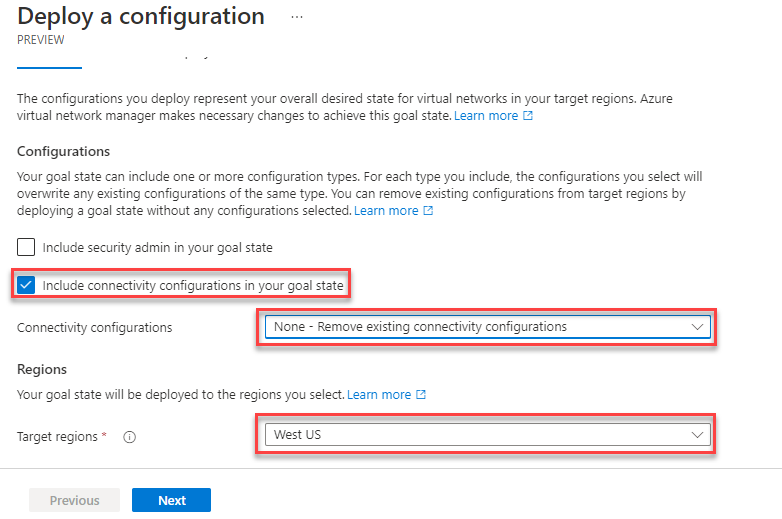 Deploy a configuration ...
PREVIEW
The configurations you deploy represent your overall desired state for virtual networks in your target regions. Azure
virtual network manager makes necessary changes to achieve this goal state. Learn more
Configurations
Your goal state can include one or more configuration types. For each type you include, the configurations you select will
overwrite any existing configurations of the same type. You can remove existing configurations from target regions by
deploying a goal state without any configurations selected. Learn more
Include security admin in your goal state
Include connectivity configurations in your goal state
Connectivity configurations
None - Remove existing connectivity configurations
Regions
Your goal state will be deployed to the regions you select. Learn more
Target regions *
West US
Previous
Next